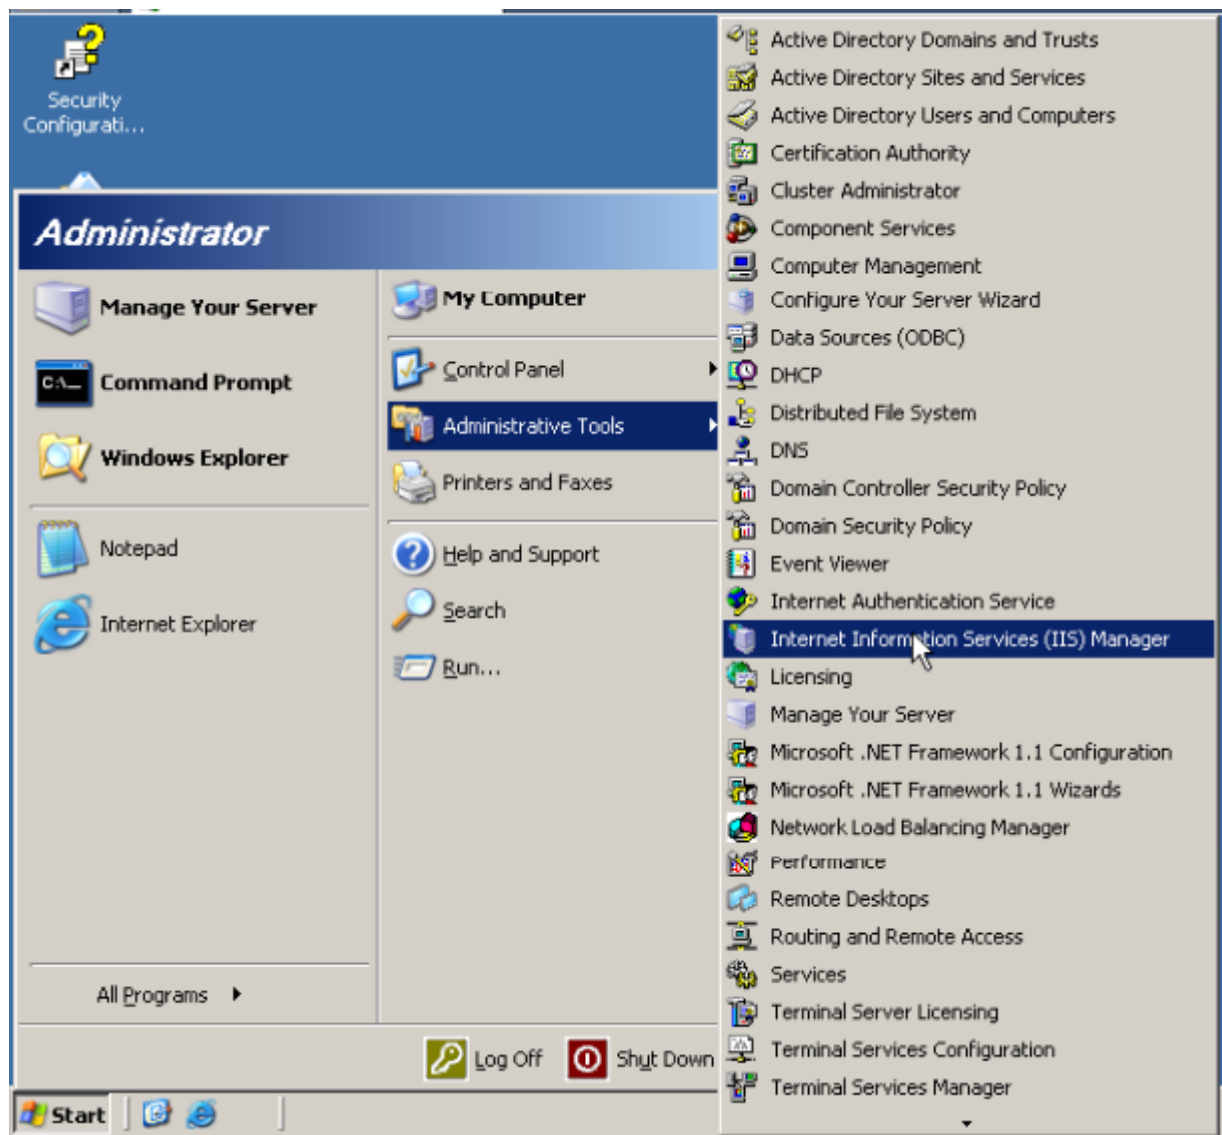 Security
Configurati...
Administrator
Manage Your Server
Command Prompt
Windows Explorer
Notepad
Internet Explorer
All Programs
My Computer
Control Panel
Administrative Tools
Printers and Faxes
Help and Support
Search
Run...
Log Off
Shut Down
Start
Active Directory Domains and Trusts
Active Directory Sites and Services
Active Directory Users and Computers
Certification Authority
Cluster Administrator
Component Services
Computer Management
Configure Your Server Wizard
Data Sources (ODBC)
DHCP
Distributed File System
DNS
Domain Controller Security Policy
Domain Security Policy
Event Viewer
Internet Authentication Service
Internet Information Services (IIS) Manager
Licensing
Manage Your Server
Microsoft .NET Framework 1.1 Configuration
Microsoft .NET Framework 1.1 Wizards
Network Load Balancing Manager
Performance
Remote Desktops
Routing and Remote Access
Services
Terminal Server Licensing
Terminal Services Configuration
Terminal Services Manager